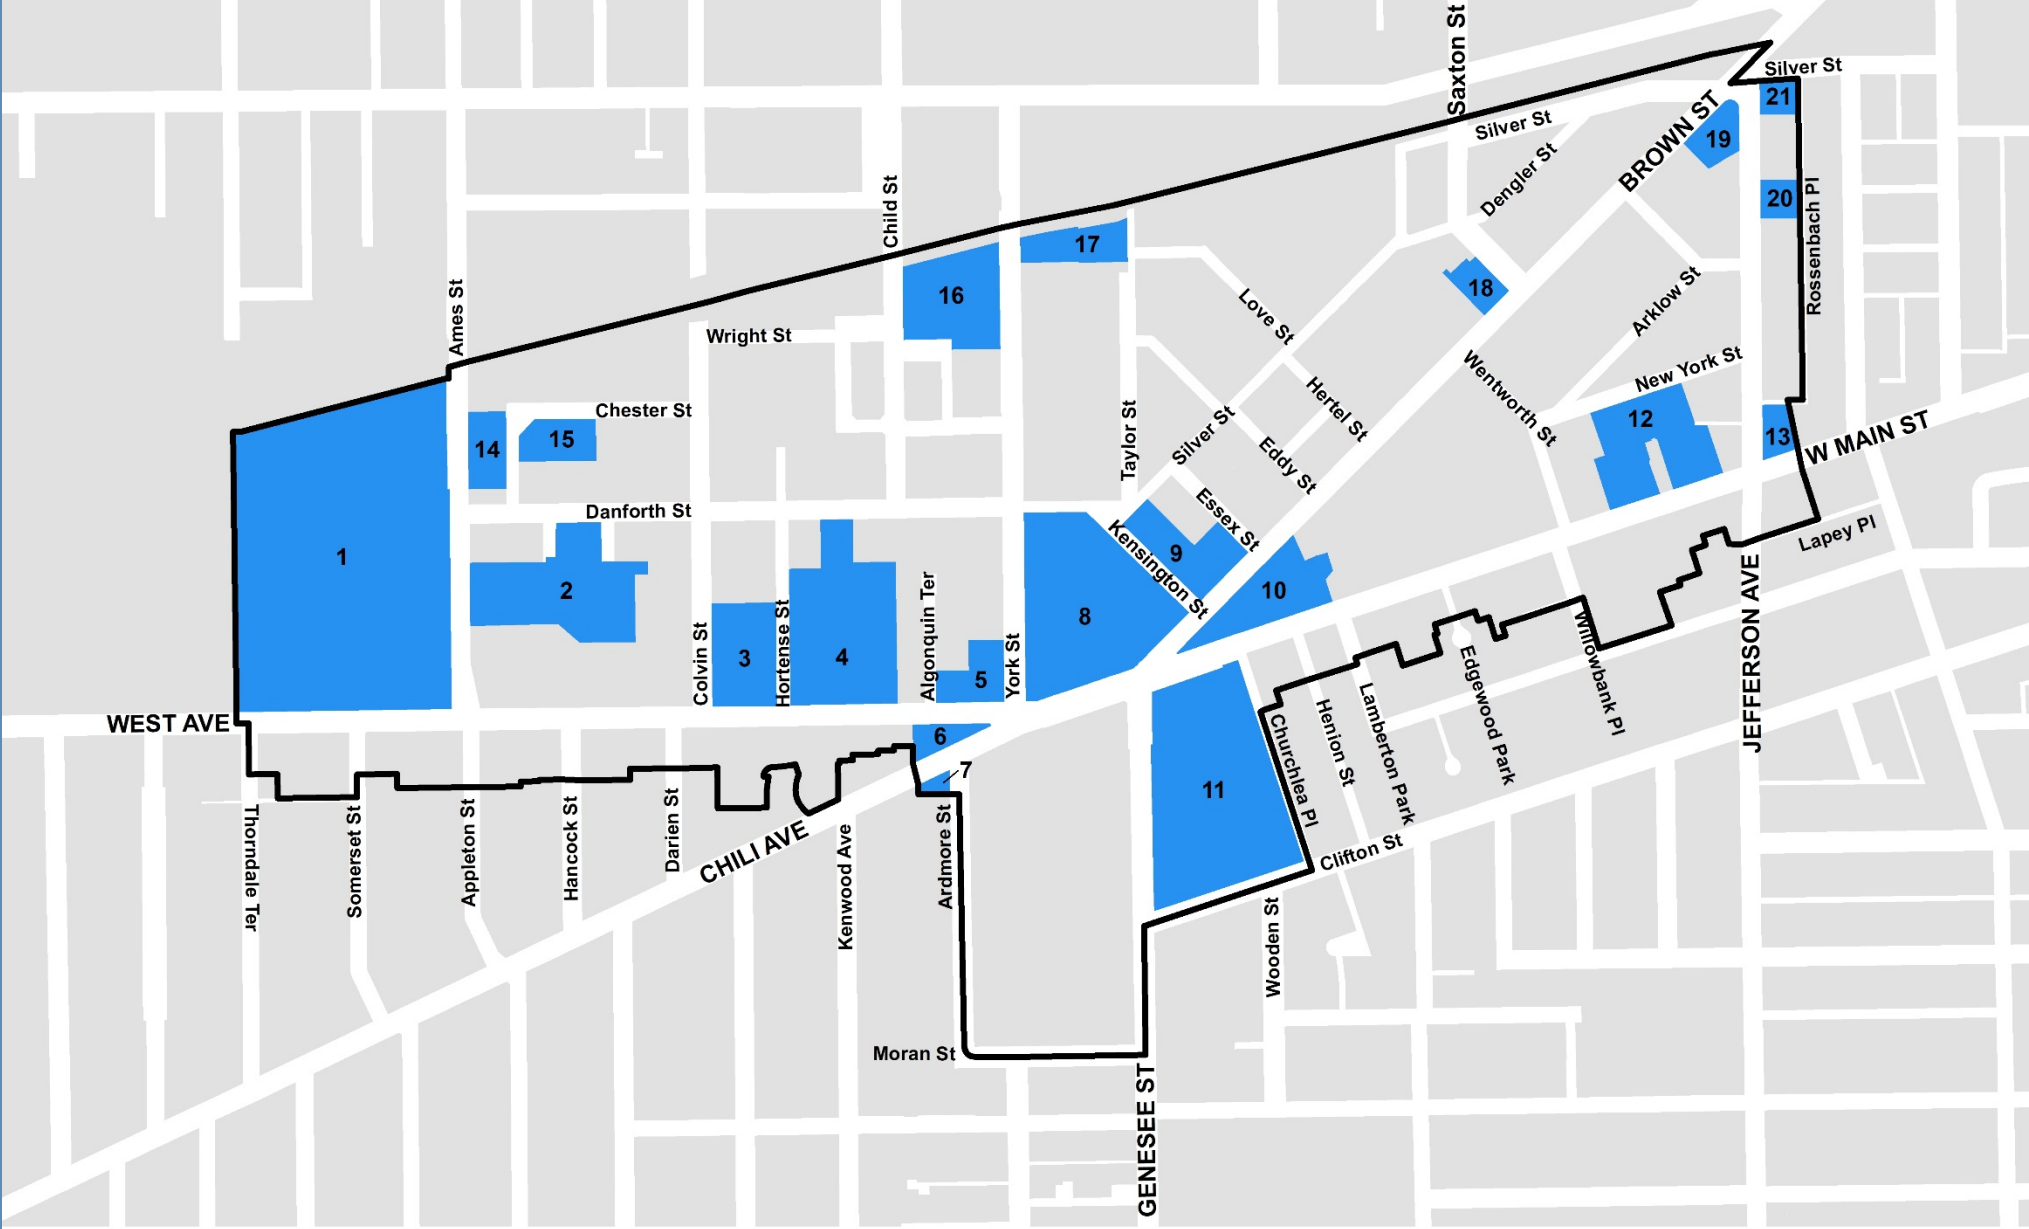 Saxton St
Silver St
21
BROWN ST
19
Silver St
Dengler St
20
Rosenbach Pl
Child St
17
18
16
Love St
Arklow St
Ames St
Wright St
New York St
Wentworth St
Hertel St
Chester St
14
15
Taylor St
Silver St
12
13
W MAIN ST
Eddy St
Danforth St
Essex St
Kensington St
9
Lapey Pl
1
2
10
8
JEFFERSON AVE
Colvin St
3
Hortense St
4
Algonquin Ter
5
York St
Willowbank Pl
Edgewood Park
Lamberton Park
Henion St
Churchlea Pl
WEST AVE
6
7
11
Thorndale Ter
Somerset St
Appleton St
Hancock St
Darien St
CHILI AVE
Kenwood Ave
Ardmore St
Clifton St
Wooden St
Moran St
GENESEE ST